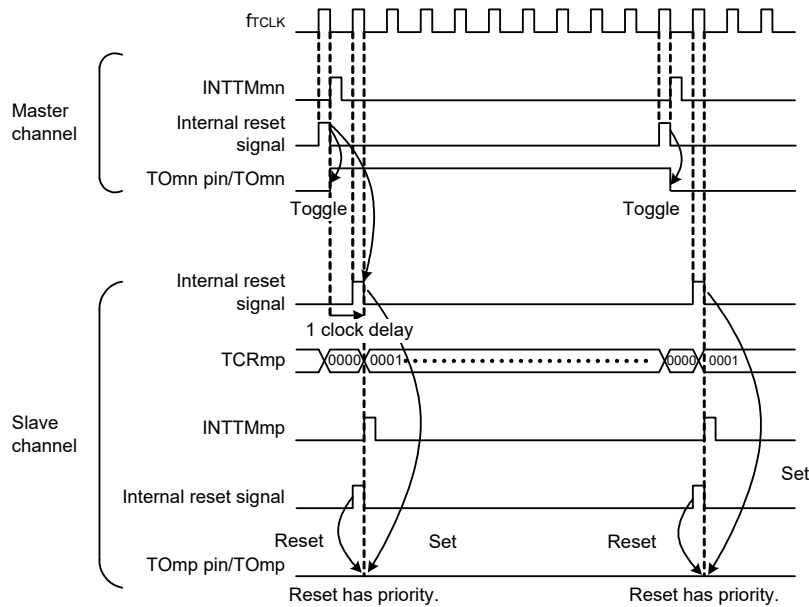 fTCLK
INTTMmn
Master
channel
Internal reset
signal
TOmn pin/TOmn
Toggle
Toggle
Internal reset
signal
1 clock delay
TCRmp
0000
0001
0000
0001
Slave
channel
INTTMmp
Set
Internal reset signal
Reset
Set
Reset
TOmp pin/TOmp
Reset has priority.
Reset has priority.